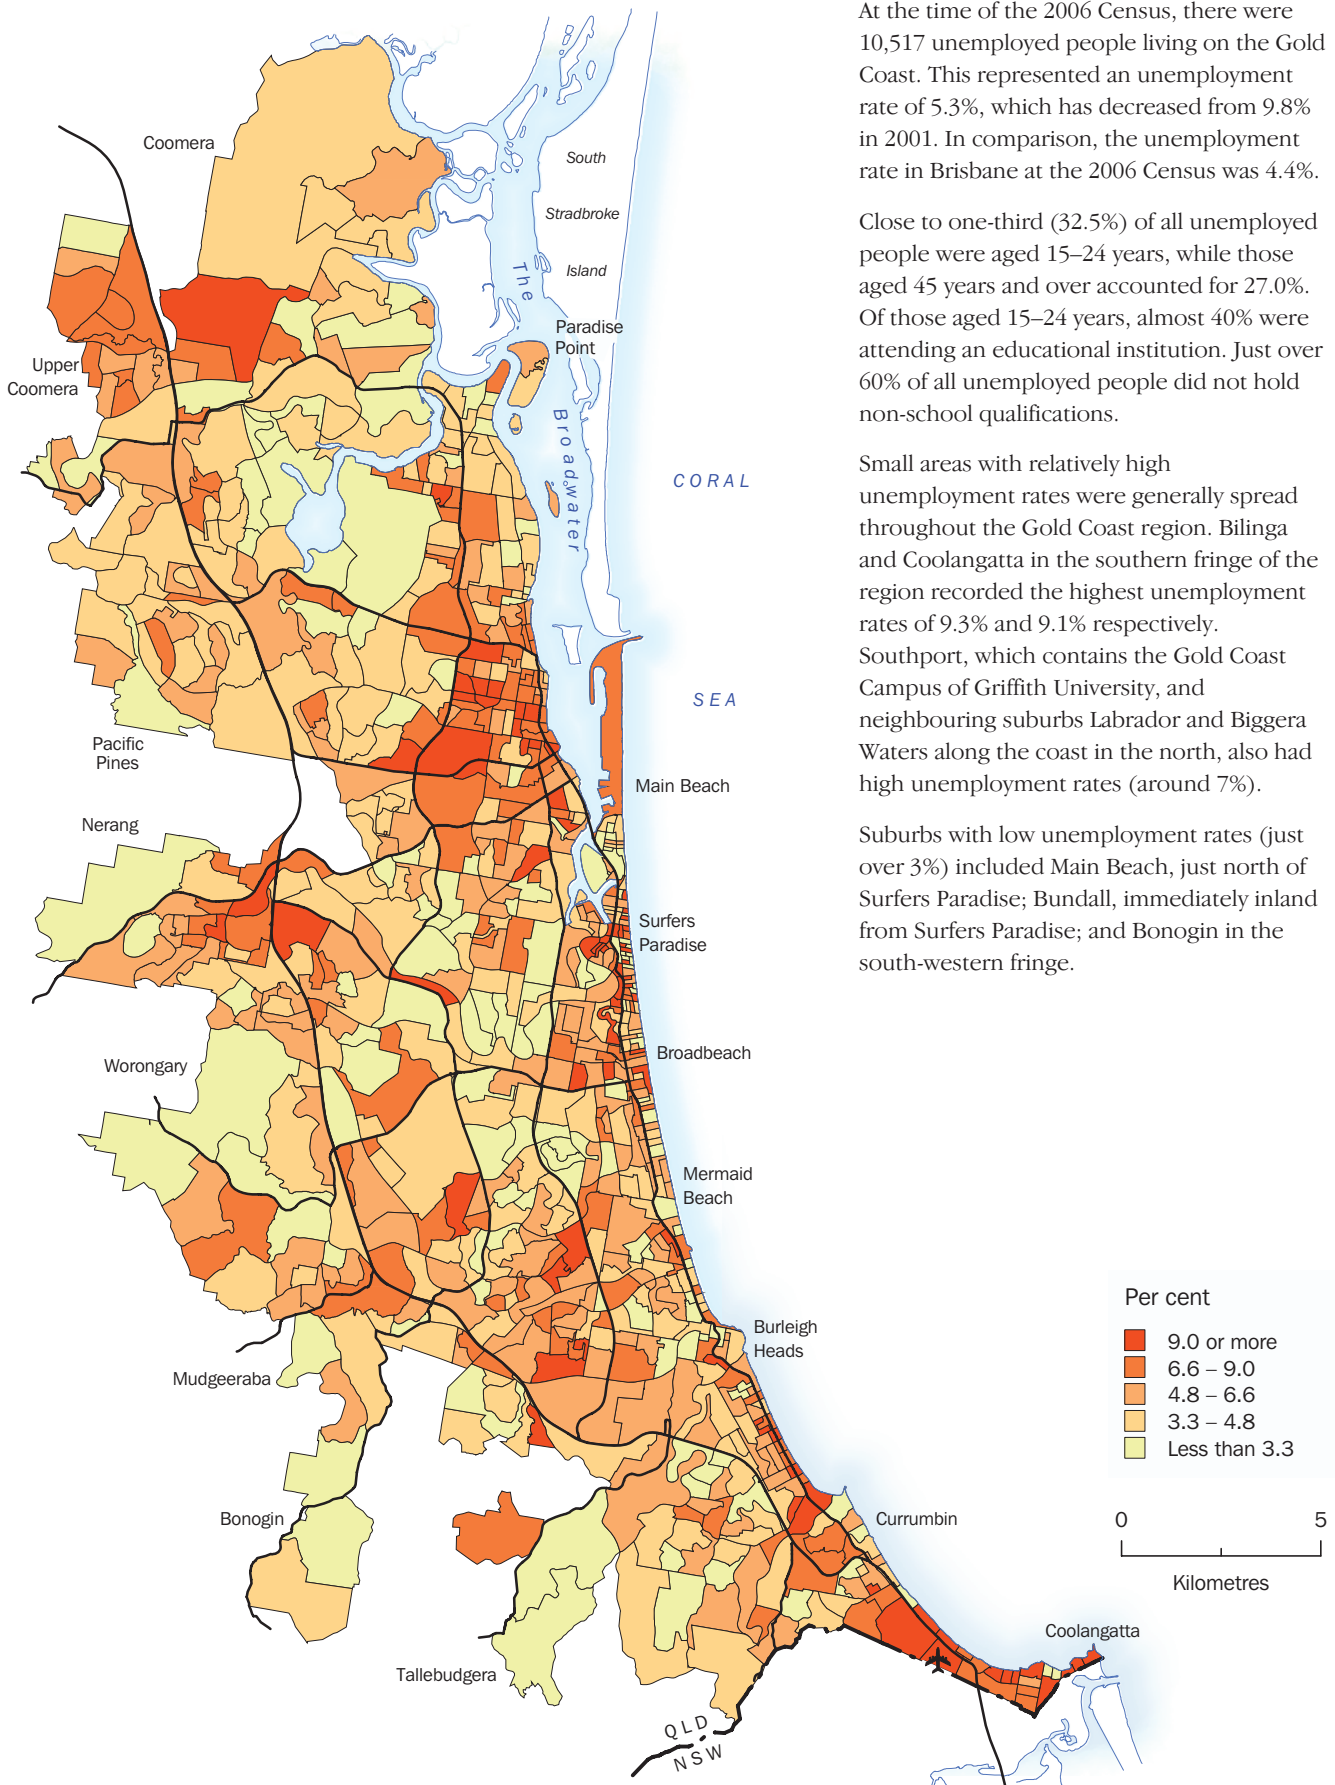 At the time of the 2006 Census, there were
10,517 unemployed people living on the Gold
Coast. This represented an unemployment
rate of 5.3%, which has decreased from 9.8%
in 2001. In comparison, the unemployment
rate in Brisbane at the 2006 Census was 4.4%.
Close to one-third (32.5%) of all unemployed
people were aged 15–24 years, while those
aged 45 years and over accounted for 27.0%.
Of those aged 15–24 years, almost 40% were
attending an educational institution. Just over
60% of all unemployed people did not hold
non-school qualifications.
Small areas with relatively high
unemployment rates were generally spread
throughout the Gold Coast region. Bilinga
and Coolangatta in the southern fringe of the
region recorded the highest unemployment
rates of 9.3% and 9.1% respectively.
Southport, which contains the Gold Coast
Campus of Griffith University, and
neighbouring suburbs Labrador and Biggera
Waters along the coast in the north, also had
high unemployment rates (around 7%).
Suburbs with low unemployment rates (just
over 3%) included Main Beach, just north of
Surfers Paradise; Bundall, immediately inland
from Surfers Paradise; and Bonogin in the
south-western fringe.
Coomera
South
Stradbroke
Island
The
Broadwater
Paradise
Point
Upper
Coomera
CORAL
SEA
Pacific
Pines
Main Beach
Nerang
Surfers
Paradise
Broadbeach
Worongary
Mermaid
Beach
Burleigh
Heads
Mudgeeraba
Bonogin
Currumbin
Tallebudgera
Coolangatta
QLD
NSW
Per cent
9.0 or more
6.6 – 9.0
4.8 – 6.6
3.3 – 4.8
Less than 3.3
0 5
Kilometres